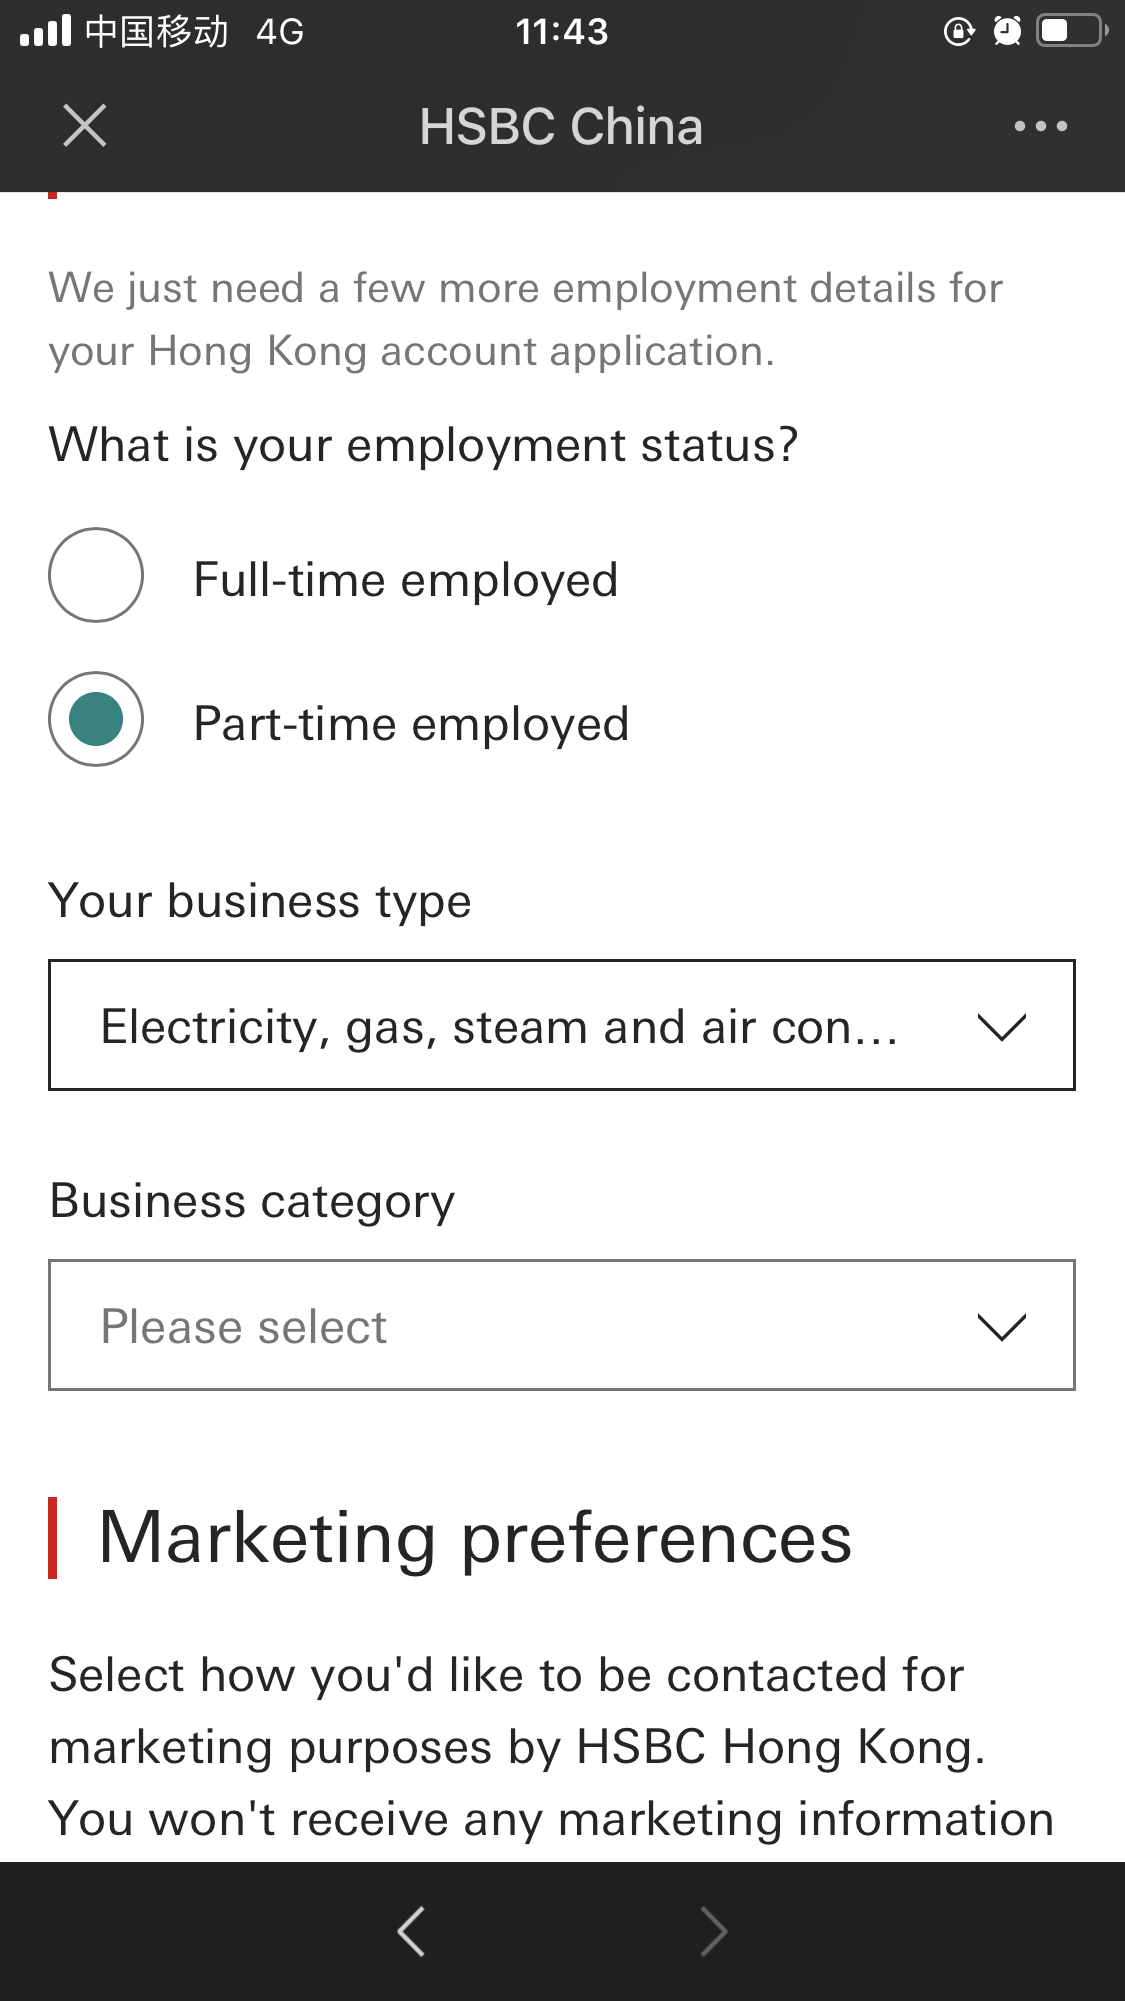 中国移动 4G 11:43
HSBC China
We just need a few more employment details for
your Hong Kong account application.
What is your employment status?
Full-time employed
Part-time employed
Your business type
Electricity, gas, steam and air con...
Business category
Please select
Marketing preferences
Select how you'd like to be contacted for
marketing purposes by HSBC Hong Kong.
You won't receive any marketing information